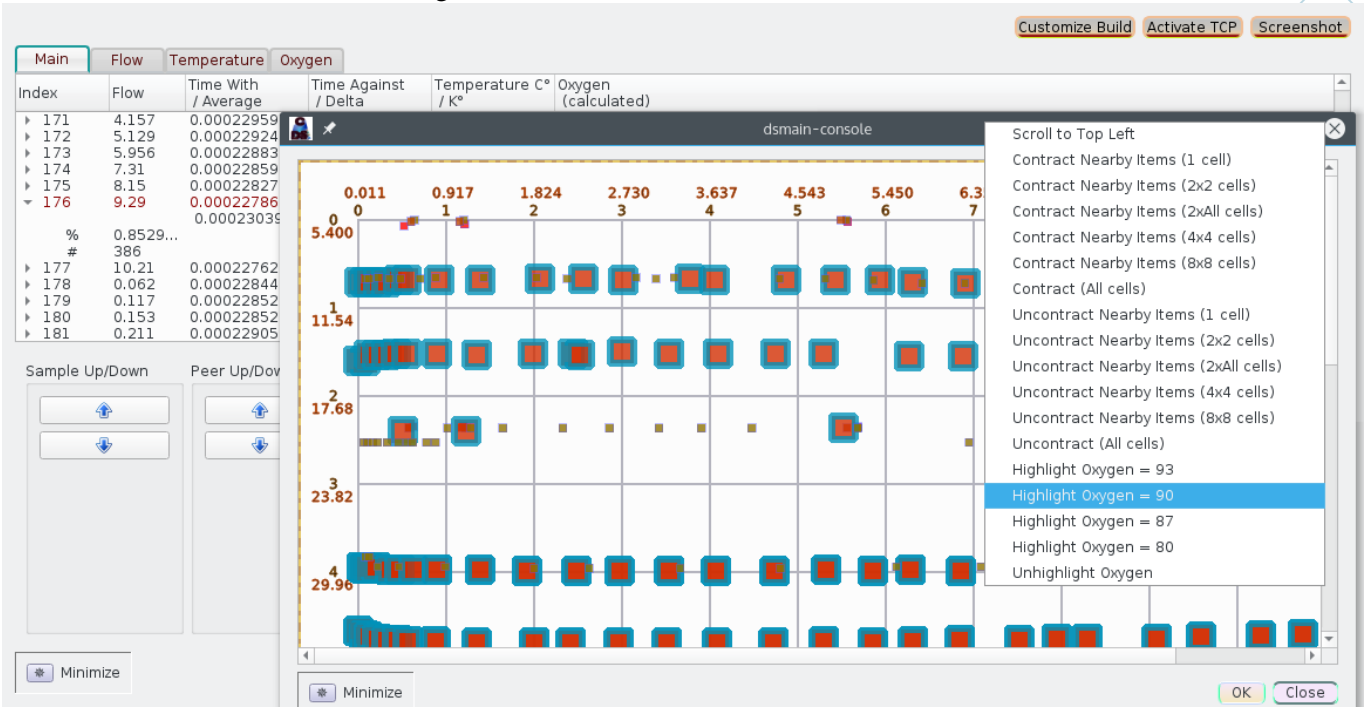 Customize Build Activate TCP Screenshot
Main Flow Temperature Oxygen
Index Flow Time With / Average Time Against / Delta Temperature C° / K° Oxygen (calculated)
171 4.157 0.00022959
172 5.129 0.00022924
173 5.956 0.00022883
174 7.31 0.00022859
175 8.15 0.00022827
176 9.29 0.00022786
0.00023039
% 0.8529...
# 386
177 10.21 0.00022762
178 0.062 0.00022844
179 0.117 0.00022852
180 0.153 0.00022852
181 0.211 0.00022905
Sample Up/Down Peer Up/Dow
Minimize
DS
dsmain-console
0.011 0.917 1.824 2.730 3.637 4.543 5.450 6.3
0 1 2 3 4 5 6 7
0
5.400
1
11.54
2
17.68
3
23.82
4
29.96
Scroll to Top Left
Contract Nearby Items (1 cell)
Contract Nearby Items (2x2 cells)
Contract Nearby Items (2xAll cells)
Contract Nearby Items (4x4 cells)
Contract Nearby Items (8x8 cells)
Contract (All cells)
Uncontract Nearby Items (1 cell)
Uncontract Nearby Items (2x2 cells)
Uncontract Nearby Items (2xAll cells)
Uncontract Nearby Items (4x4 cells)
Uncontract Nearby Items (8x8 cells)
Uncontract (All cells)
Highlight Oxygen = 93
Highlight Oxygen = 90
Highlight Oxygen = 87
Highlight Oxygen = 80
Unhighlight Oxygen
Minimize
OK Close